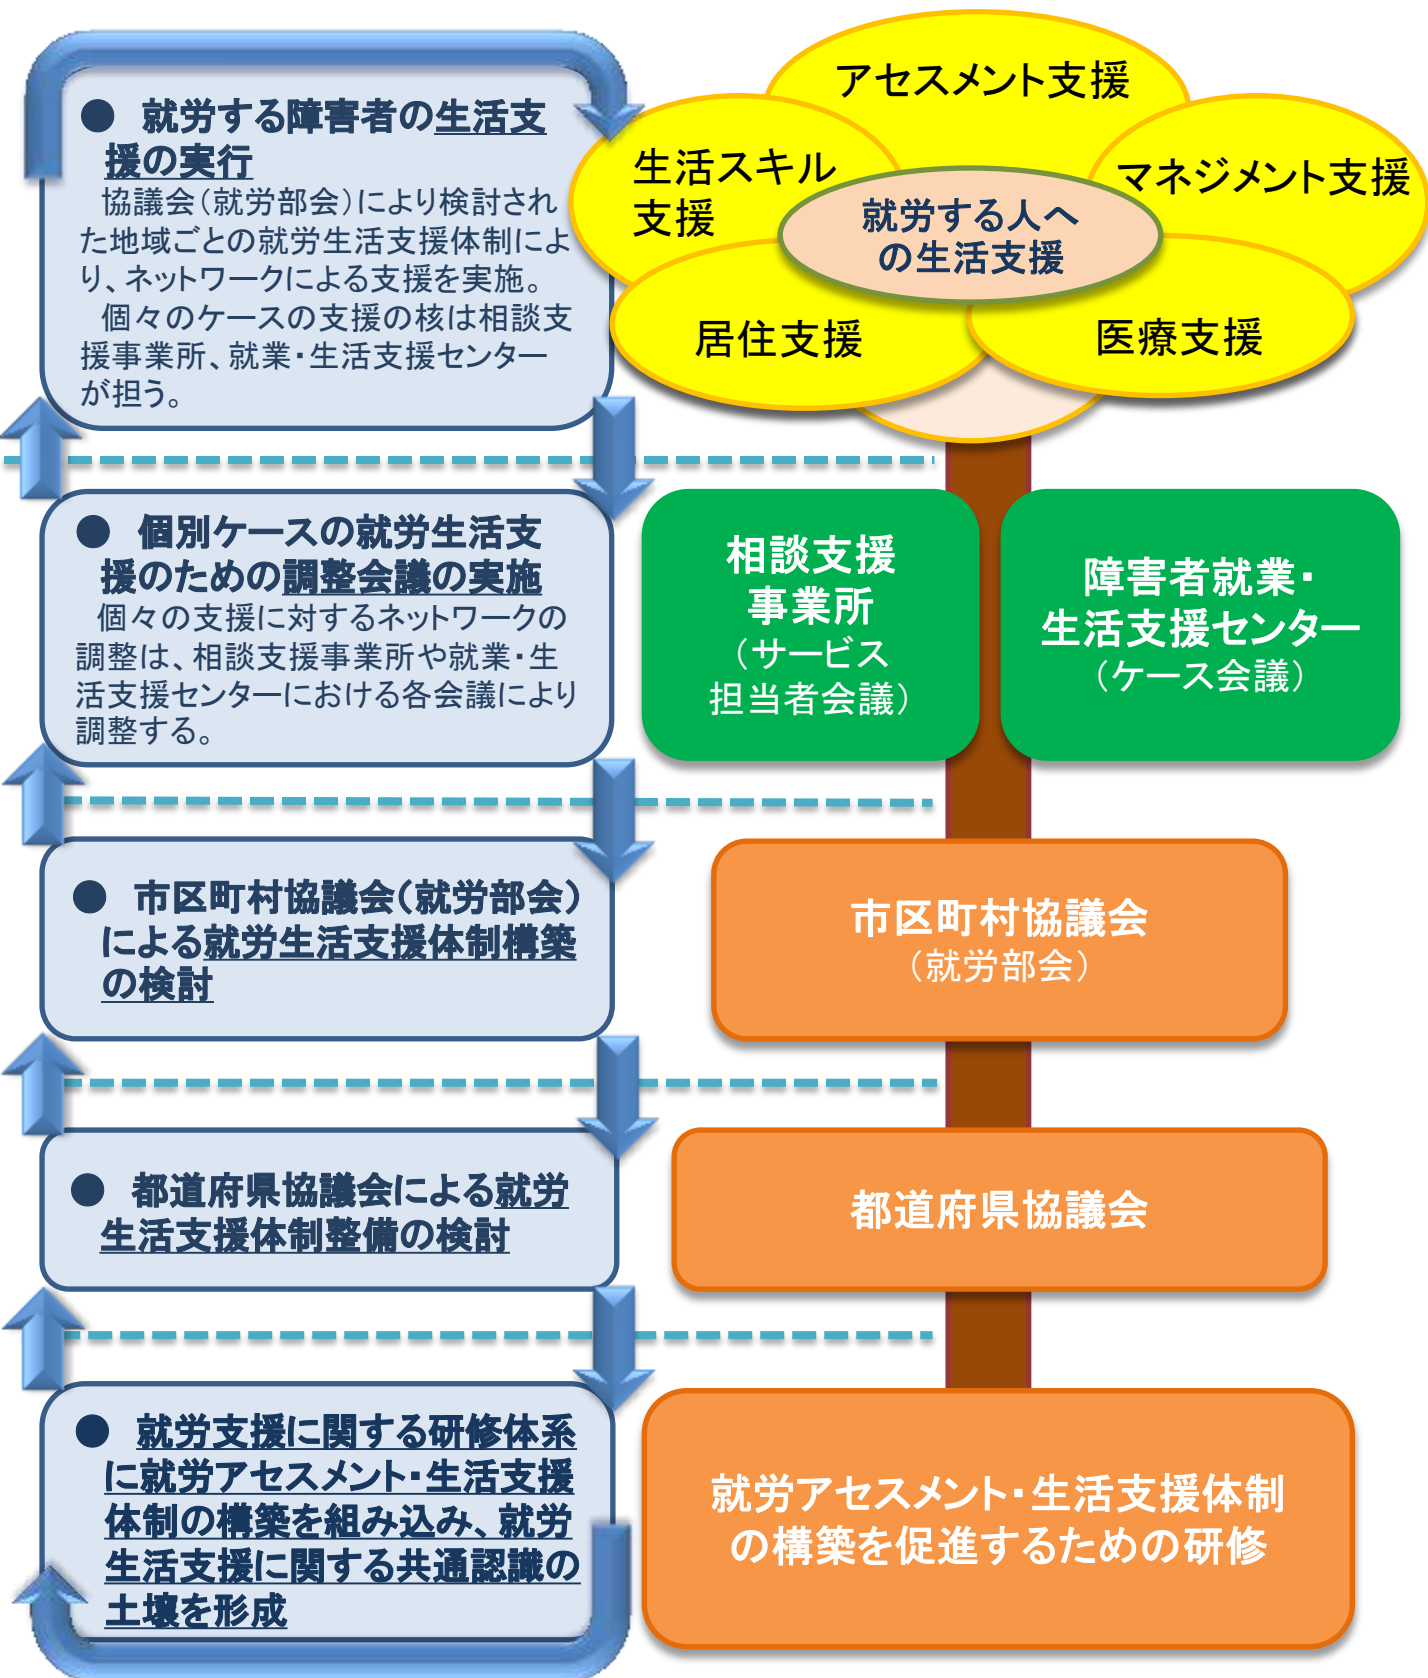 ● 就労する障害者の生活支
援の実行
協議会（就労部会）により検討され
た地域ごとの就労生活支援体制によ
り、ネットワークによる支援を実施。
個々のケースの支援の核は相談支
援事業所、就業・生活支援センター
が担う。
アセスメント支援
生活スキル
支援
マネジメント支援
就労する人へ
の生活支援
居住支援
医療支援
● 個別ケースの就労生活支
援のための調整会議の実施
個々の支援に対するネットワークの
調整は、相談支援事業所や就業・生
活支援センターにおける各会議により
調整する。
相談支援
事業所
（サービス
担当者会議）
障害者就業・
生活支援センター
（ケース会議）
● 市区町村協議会（就労部会）
による就労生活支援体制構築
の検討
市区町村協議会
（就労部会）
● 都道府県協議会による就労
生活支援体制整備の検討
都道府県協議会
● 就労支援に関する研修体系
に就労アセスメント・生活支援
体制の構築を組み込み、就労
生活支援に関する共通認識の
土壌を形成
就労アセスメント・生活支援体制
の構築を促進するための研修